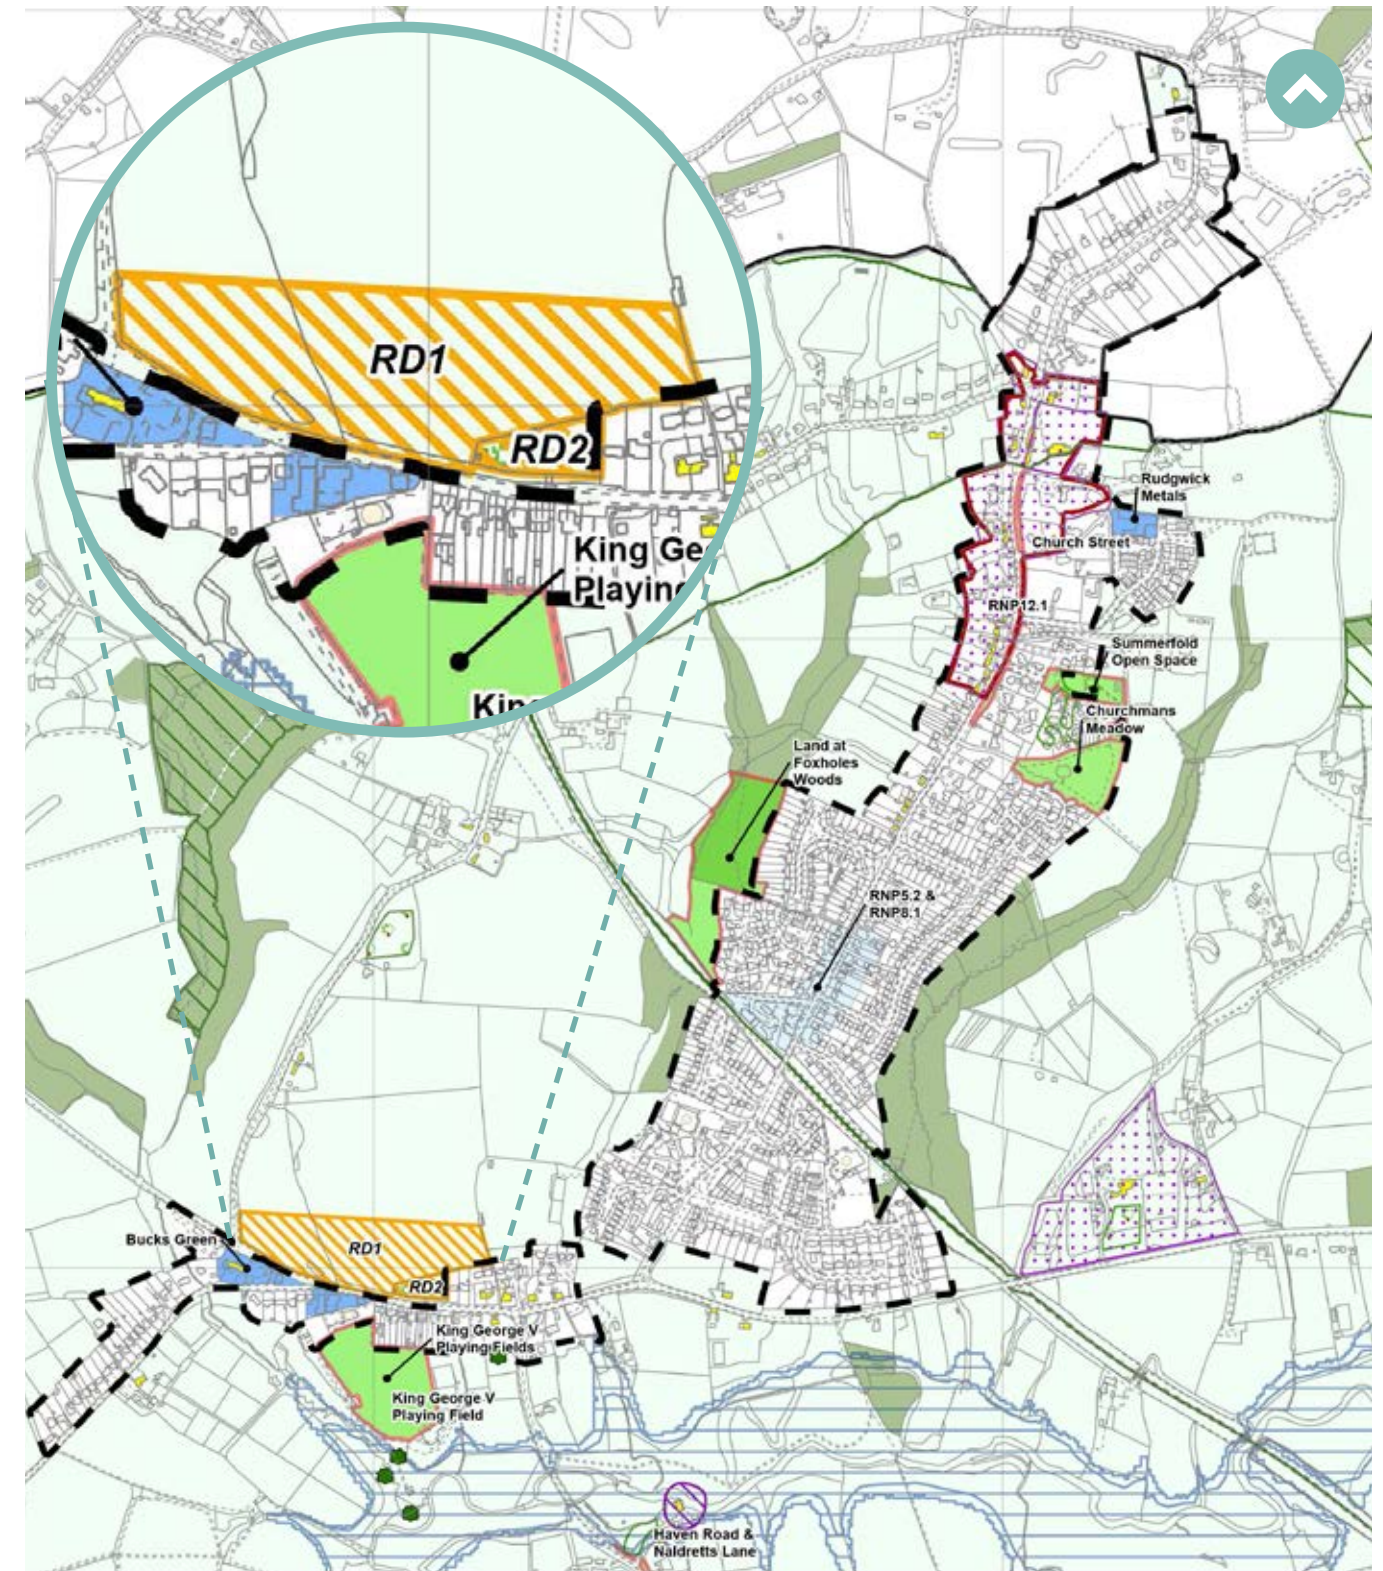 RD1
RD2
King Ge
Playin
Kin
Rudgwick
Metals
Church Street
RNP12.1
Summerfold
Open Space
Churchmans
Meadow
Land at
Foxholes
Woods
RNP5.2 &
RNP8.1
Bucks Green
RD1
RD2
King George V
Playing Fields
King George V
Playing Field
Haven Road &
Naldretts Lane